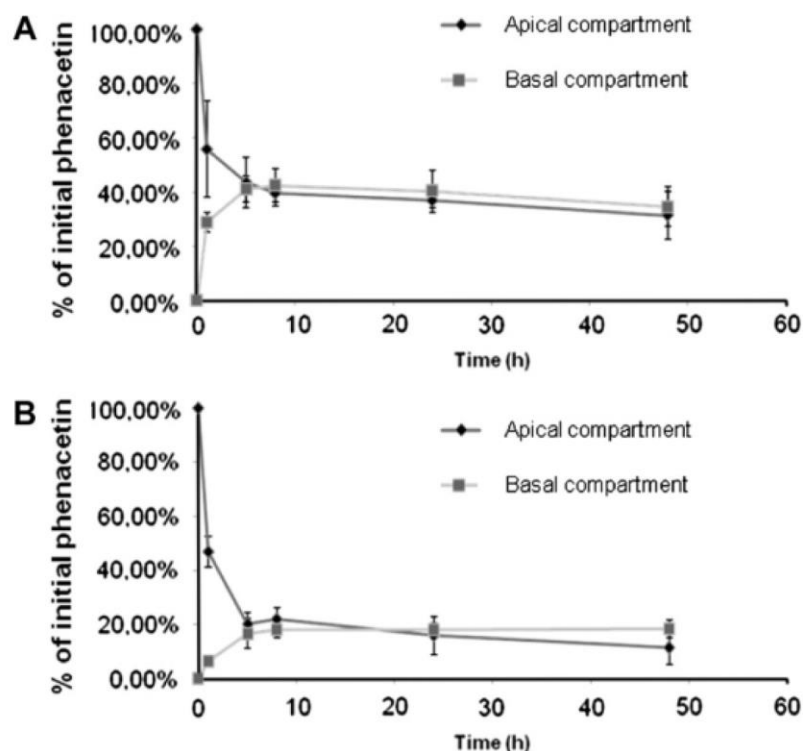 A
% of initial phenacetin
100,00%
80,00%
60,00%
40,00%
20,00%
0,00%
Apical compartment
Basal compartment
0 10 20 30 40 50 60
Time (h)
B
% of initial phenacetin
100,00%
80,00%
60,00%
40,00%
20,00%
0,00%
Apical compartment
Basal compartment
0 10 20 30 40 50 60
Time (h)